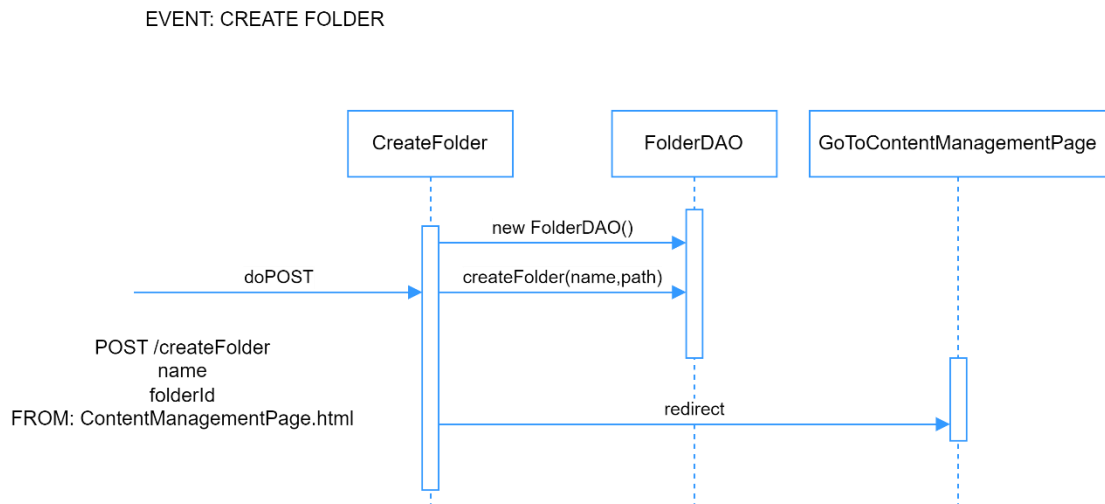 EVENT: CREATE FOLDER
CreateFolder
FolderDAO
GoToContentManagementPage
new FolderDAO()
doPOST
createFolder(name,path)
POST /createFolder
name
folderId
FROM: ContentManagementPage.html
redirect